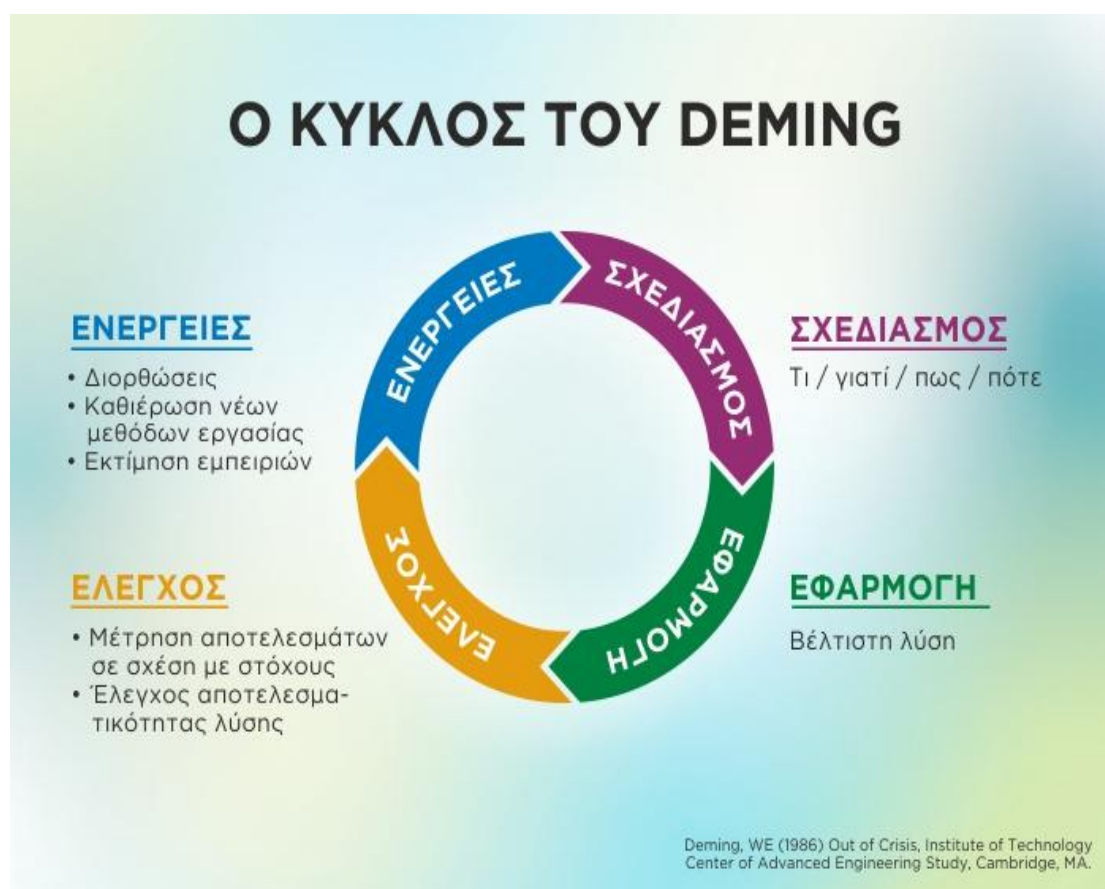 Ο ΚΥΚΛΟΣ ΤΟΥ DEMING
ΕΝΕΡΓΕΙΕΣ
ΣΧΕΔΙΑΣΜΟΣ
ΕΦΑΡΜΟΓΗ
ΕΛΕΓΧΟΣ
ΕΝΕΡΓΕΙΕΣ
• Διορθώσεις
• Καθιέρωση νέων
μεθόδων εργασίας
• Εκτίμηση εμπειριών
ΣΧΕΔΙΑΣΜΟΣ
Τι / γιατί / πως / πότε
ΕΛΕΓΧΟΣ
• Μέτρηση αποτελεσμάτων
σε σχέση με στόχους
• Έλεγχος αποτελεσμα-
τικότητας λύσης
ΕΦΑΡΜΟΓΗ
Βέλτιστη λύση
Deming, WE (1986) Out of Crisis, Institute of Technology
Center of Advanced Engineering Study, Cambridge, MA.